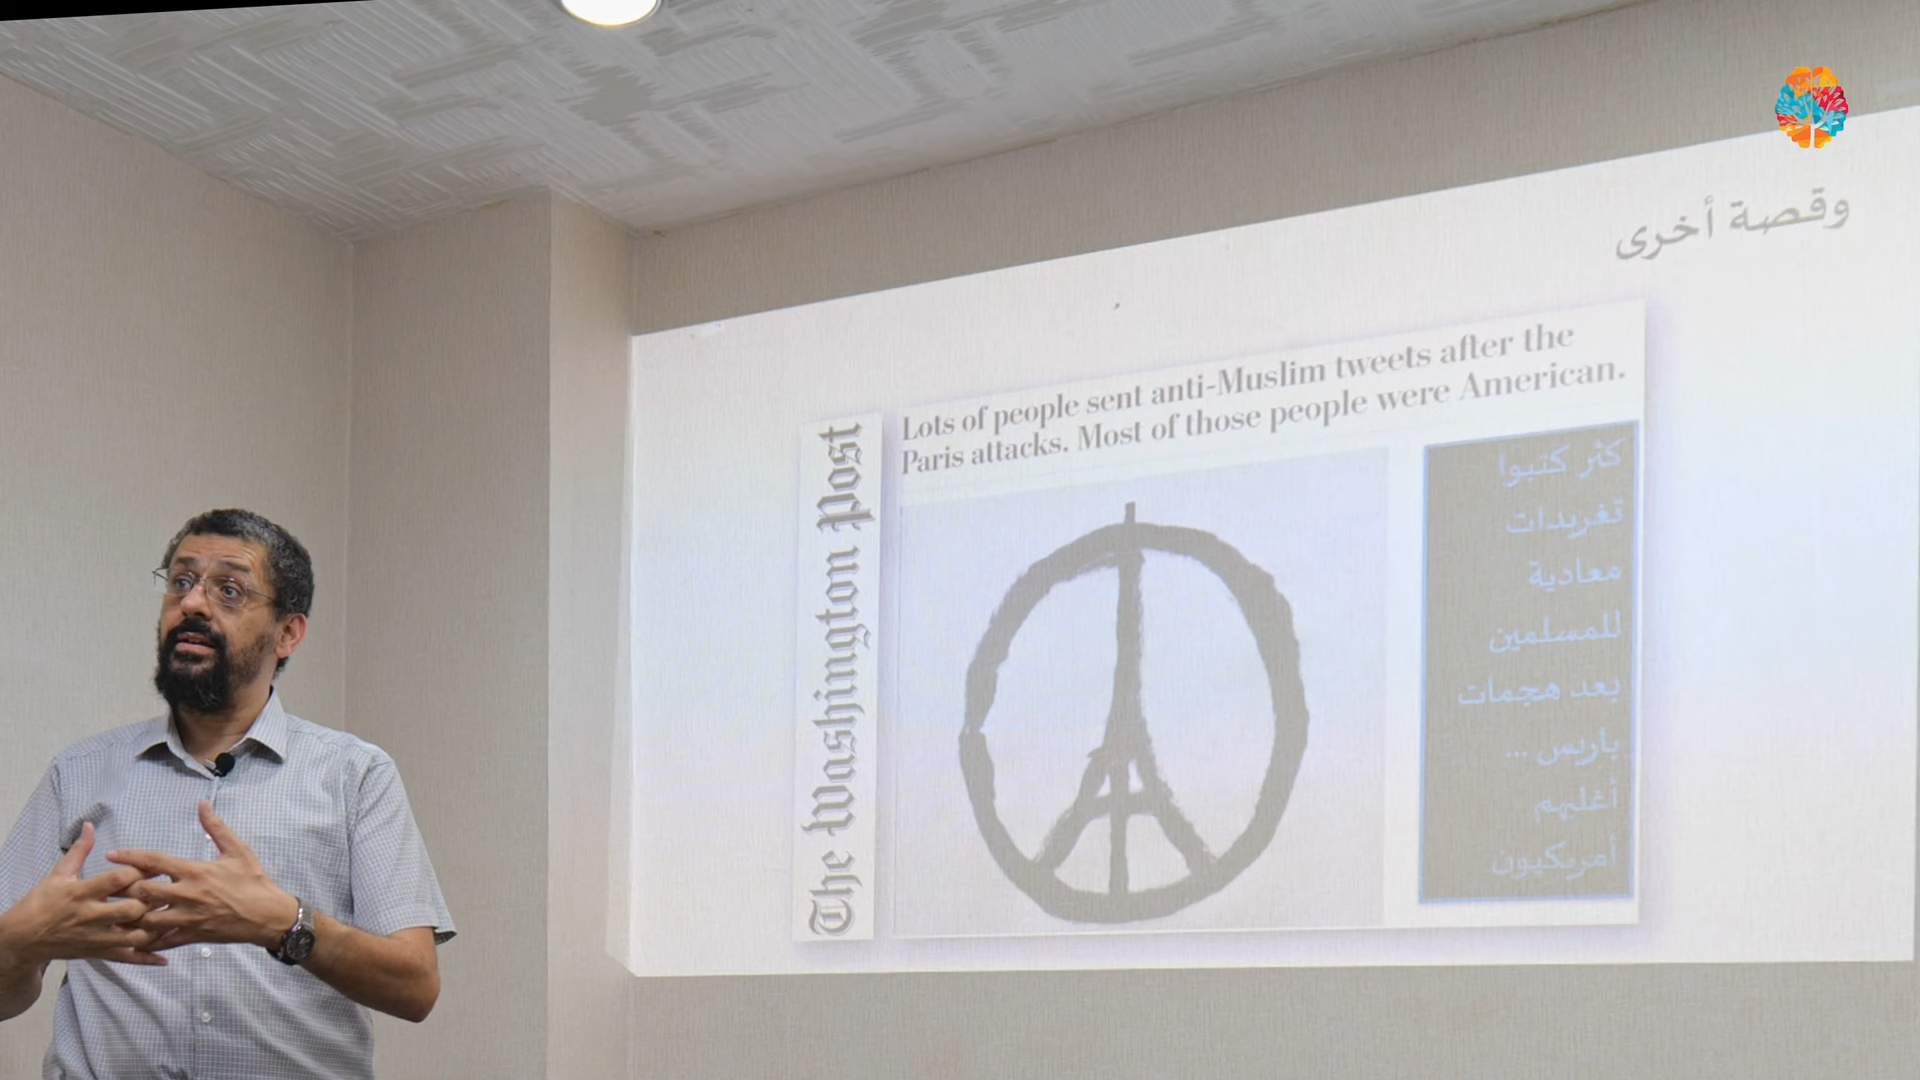 وقصة أخرى
The Washington Post
Lots of people sent anti-Muslim tweets after the
Paris attacks. Most of those people were American.
كثر كتبوا
تغريدات
معادية
للمسلمين
بعد هجمات
باريس ...
أغلبهم
أمريكيون